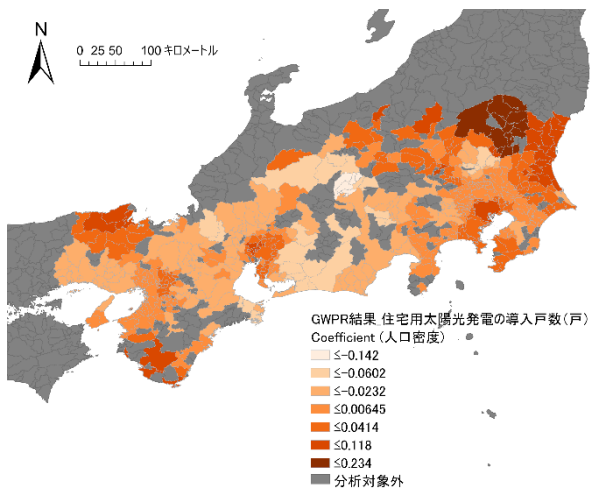 N
0 25 50 100 キロメートル
GWPR結果_住宅用太陽光発電の導入戸数(戸)
Coefficient (人口密度)
≤-0.142
≤-0.0602
≤-0.0232
≤0.00645
≤0.0414
≤0.118
≤0.234
分析対象外